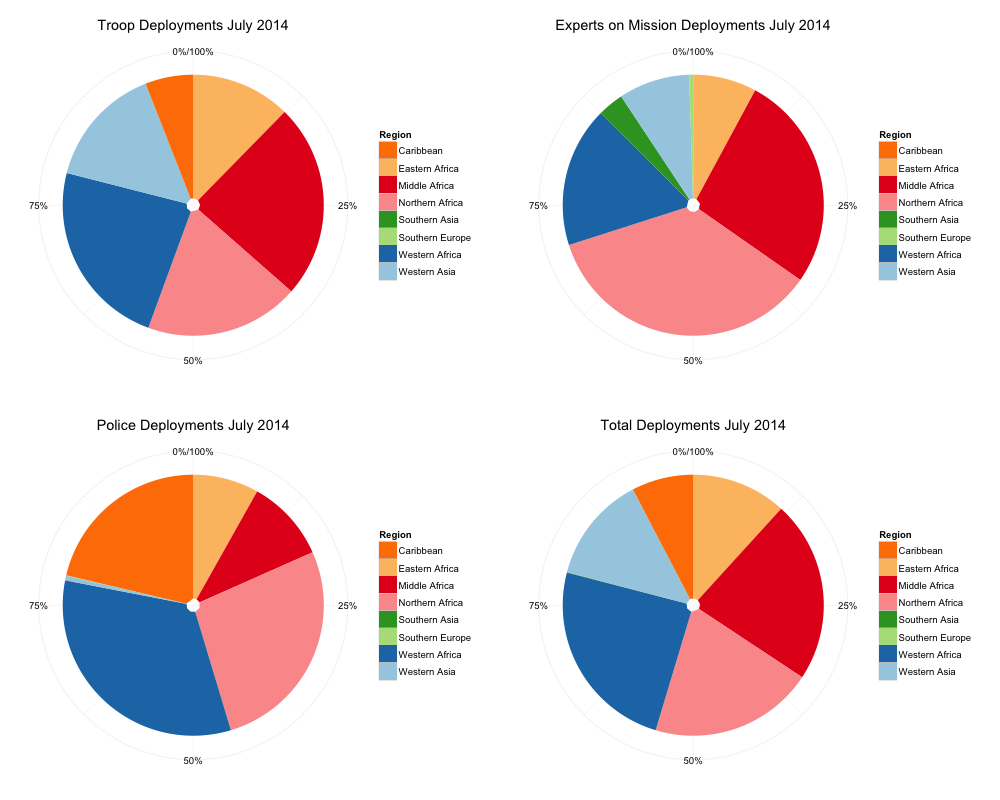 Troop Deployments July 2014
0%/100%
25%
50%
75%
Region
Caribbean
Eastern Africa
Middle Africa
Northern Africa
Southern Asia
Southern Europe
Western Africa
Western Asia
Experts on Mission Deployments July 2014
0%/100%
25%
50%
75%
Region
Caribbean
Eastern Africa
Middle Africa
Northern Africa
Southern Asia
Southern Europe
Western Africa
Western Asia
Police Deployments July 2014
0%/100%
25%
50%
75%
Region
Caribbean
Eastern Africa
Middle Africa
Northern Africa
Southern Asia
Southern Europe
Western Africa
Western Asia
Total Deployments July 2014
0%/100%
25%
50%
75%
Region
Caribbean
Eastern Africa
Middle Africa
Northern Africa
Southern Asia
Southern Europe
Western Africa
Western Asia